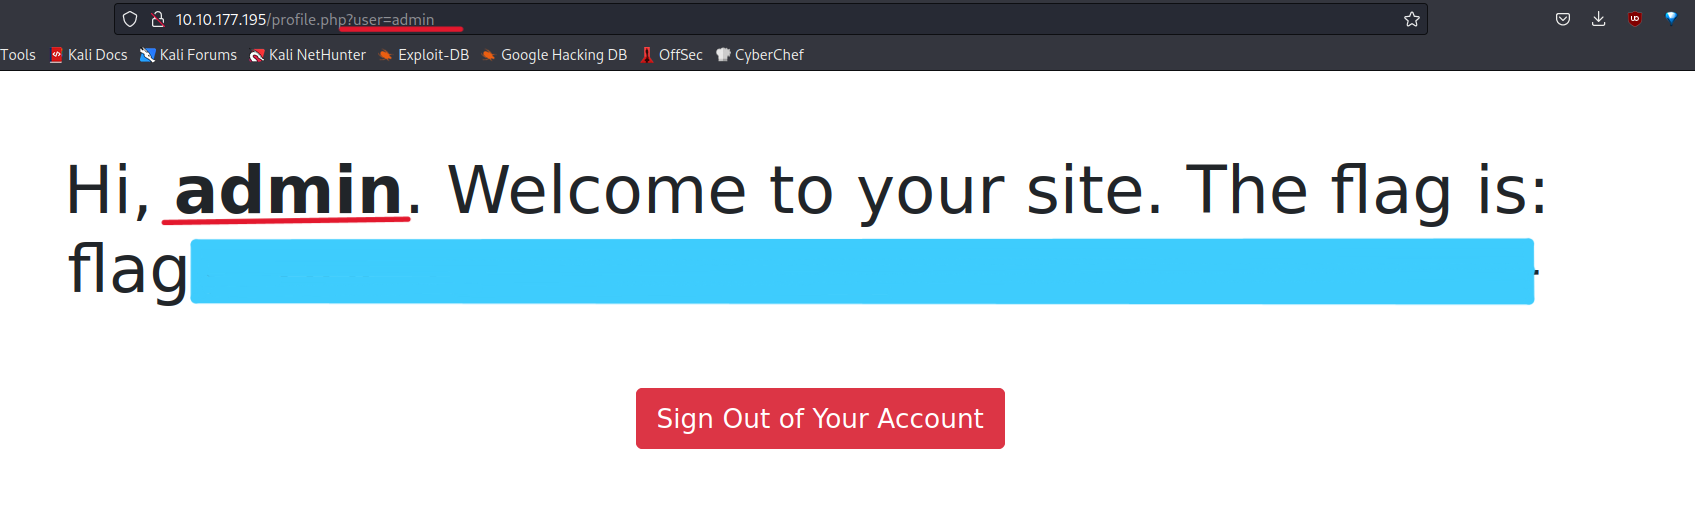 10.10.177.195/profile.php?user=admin
Tools Kali Docs Kali Forums Kali NetHunter Exploit-DB Google Hacking DB OffSec CyberChef
Hi, admin. Welcome to your site. The flag is:
flag
Sign Out of Your Account